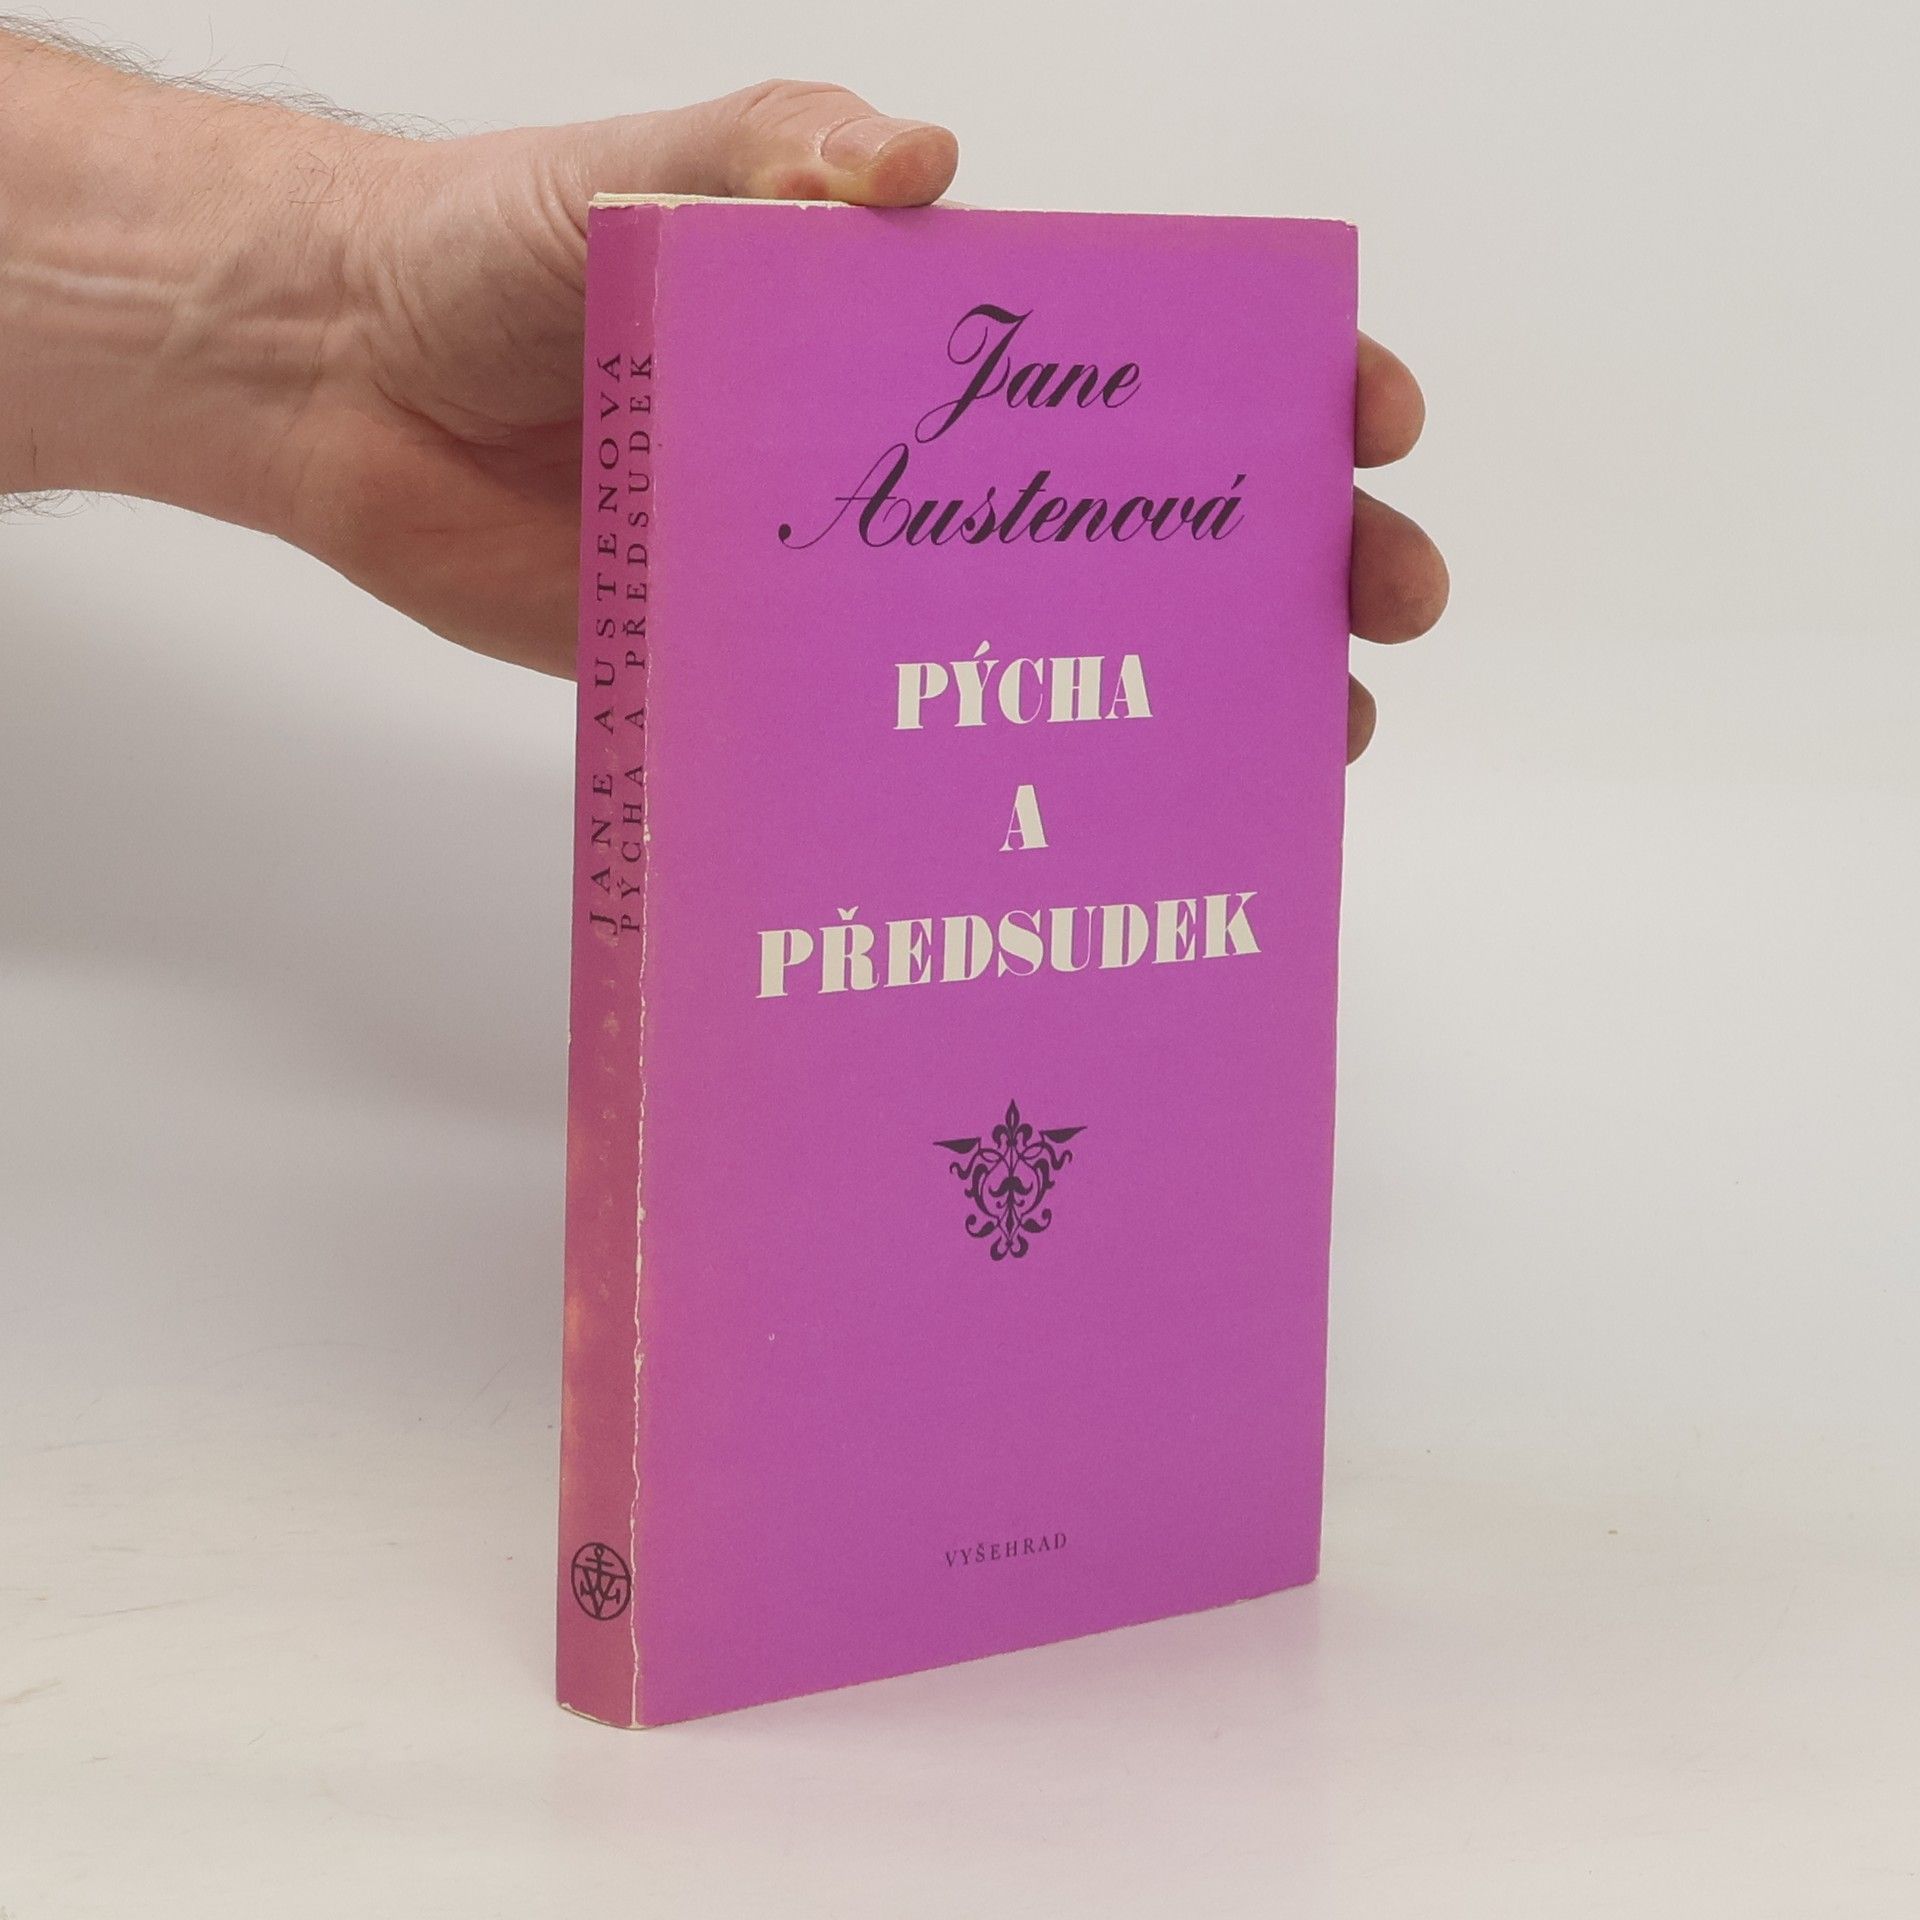 JANE AUSTENOVÁ
PÝCHA A PŘEDSUDEK
Jane
Austenová
PÝCHA
A
PŘEDSUDEK
VYŠEHRAD